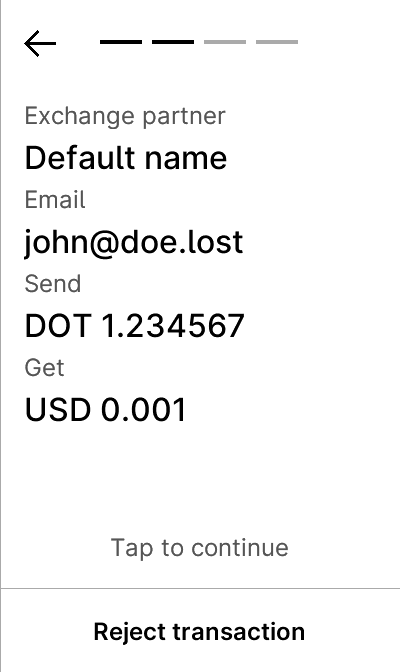 Exchange partner
Default name
Email
john@doe.lost
Send
DOT 1.234567
Get
USD 0.001
Tap to continue
Reject transaction